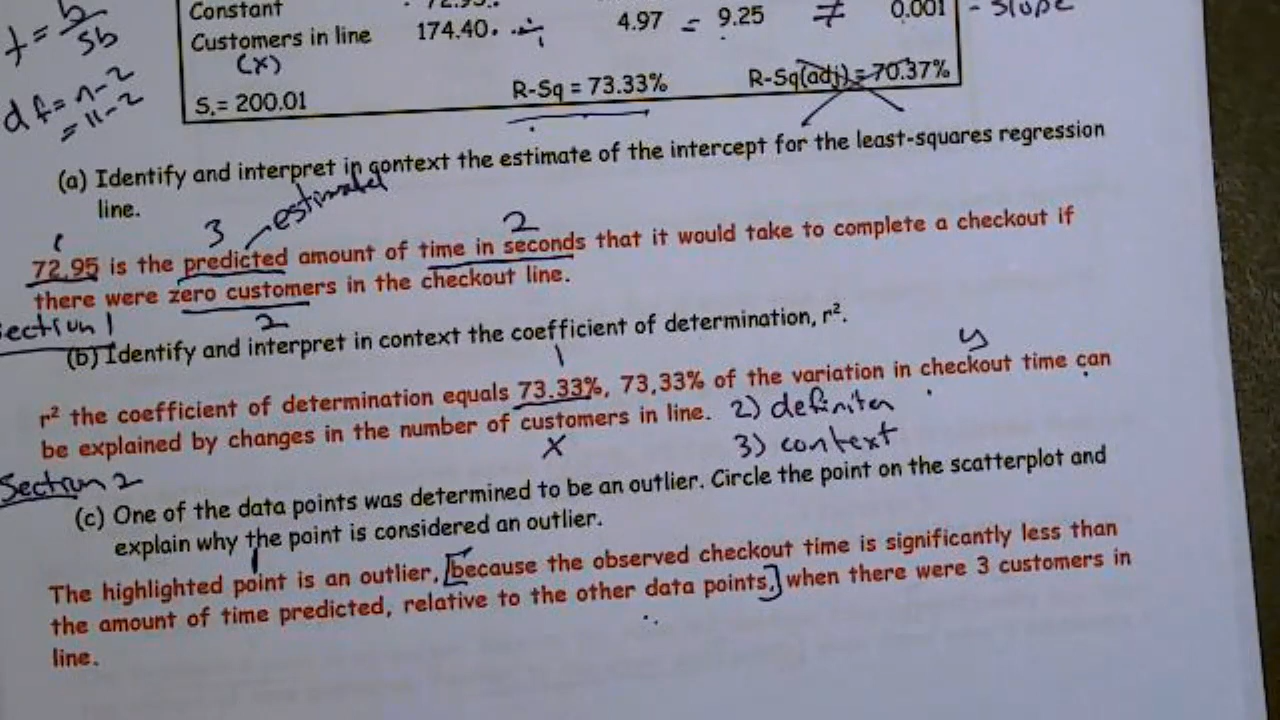 t = b
Sb
Constant 72.95
Customers in line 174.40. ÷ 4.97 = 9.25 ≠ 0.001 - Slope
(x)
df = n-2
= 11-2
S = 200.01 R-Sq = 73.33% R-Sq(adj) = 70.37%
(a) Identify and interpret in context the estimate of the intercept for the least-squares regression
line.
estimated
1 3 2
72.95 is the predicted amount of time in seconds that it would take to complete a checkout if
there were zero customers in the checkout line.
Section 1 2
(b) Identify and interpret in context the coefficient of determination, r².
1 y
r² the coefficient of determination equals 73.33%, 73.33% of the variation in checkout time can
be explained by changes in the number of customers in line. 2) definiton
x 3) context
Section 2
(c) One of the data points was determined to be an outlier. Circle the point on the scatterplot and
explain why the point is considered an outlier.
The highlighted point is an outlier, [because the observed checkout time is significantly less than
the amount of time predicted, relative to the other data points,] when there were 3 customers in
line.